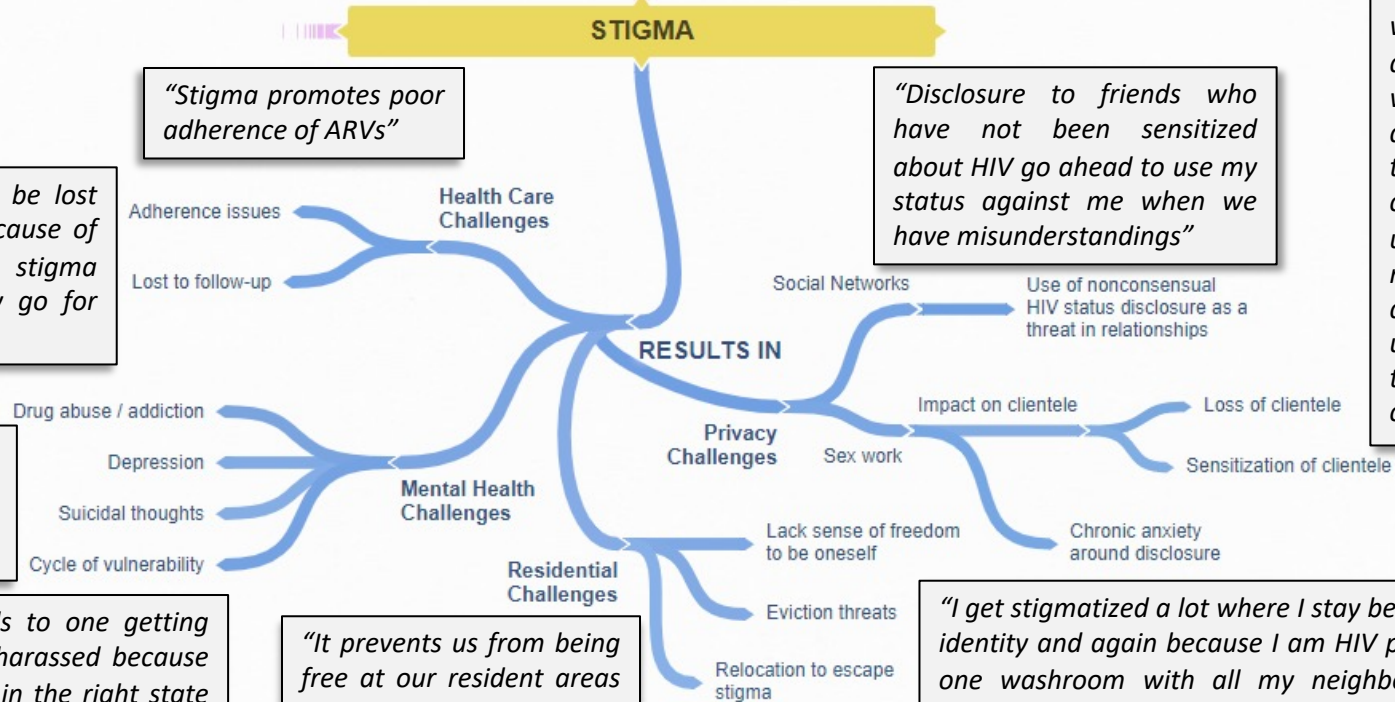 STIGMA
“Stigma promotes poor
adherence of ARVs”
“Disclosure to friends who
have not been sensitized
about HIV go ahead to use my
status against me when we
have misunderstandings”
be lost
cause of
stigma
go for
Health Care
Challenges
Adherence issues
Lost to follow-up
RESULTS IN
Social Networks
Use of nonconsensual
HIV status disclosure as a
threat in relationships
Privacy
Challenges
Sex work
Impact on clientele
Loss of clientele
Sensitization of clientele
Chronic anxiety
around disclosure
Drug abuse / addiction
Depression
Suicidal thoughts
Cycle of vulnerability
Mental Health
Challenges
Residential
Challenges
Lack sense of freedom
to be oneself
Eviction threats
Relocation to escape
stigma
to one getting
harassed because
in the right state
“It prevents us from being
free at our resident areas
“I get stigmatized a lot where I stay
identity and again because I am HIV
one washroom with all my